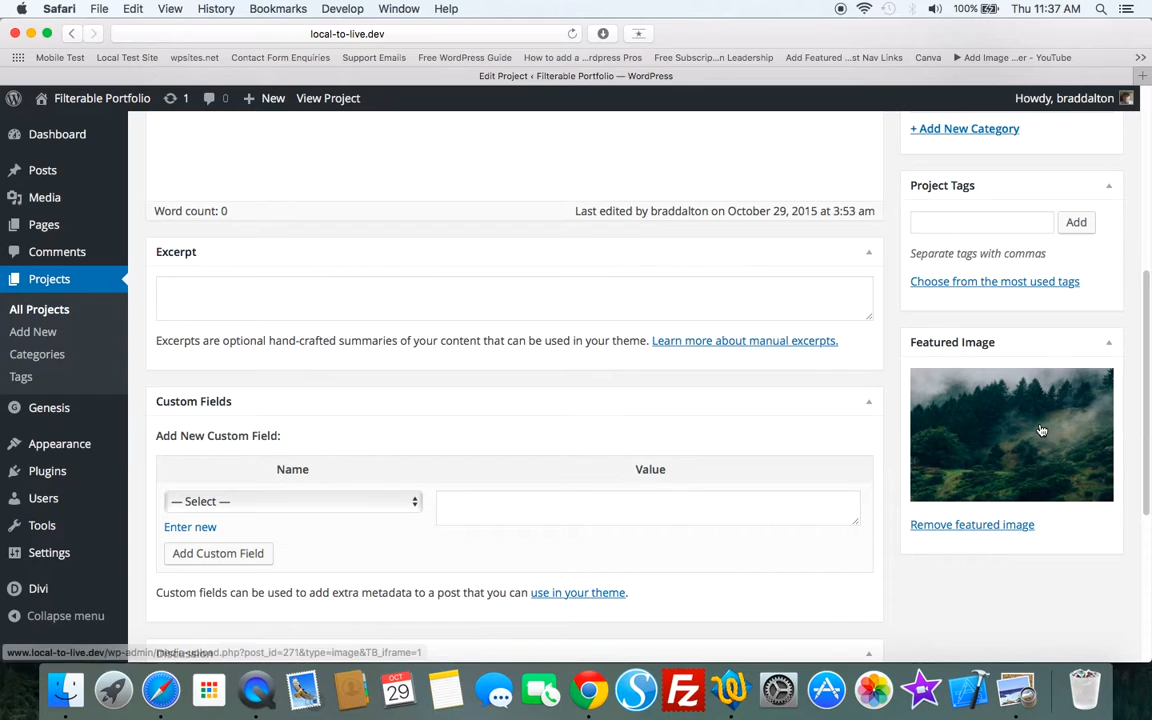 Safari File Edit View History Bookmarks Develop Window Help 100% Thu 11:37 AM
local-to-live.dev
Mobile Test Local Test Site wpsites.net Contact Form Enquiries Support Emails Free WordPress Guide How to add a ...rdpress Pros Free Subscrip...n Leadership Add Featured ...st Nav Links Canva ▶ Add Image ...er - YouTube >>
Edit Project ‹ Filterable Portfolio — WordPress
Filterable Portfolio 1 0 + New View Project Howdy, braddalton
Dashboard
Posts
Media
Pages
Comments
Projects
All Projects
Add New
Categories
Tags
Genesis
Appearance
Plugins
Users
Tools
Settings
Divi
Collapse menu
Word count: 0 Last edited by braddalton on October 29, 2015 at 3:53 am
Excerpt
Excerpts are optional hand-crafted summaries of your content that can be used in your theme. Learn more about manual excerpts.
Custom Fields
Add New Custom Field:
Name Value
— Select —
Enter new
Add Custom Field
Custom fields can be used to add extra metadata to a post that you can use in your theme.
Discussion
+ Add New Category
Project Tags
Add
Separate tags with commas
Choose from the most used tags
Featured Image
Remove featured image
www.local-to-live.dev/wp-admin/media-upload.php?post_id=271&type=image&TB_iframe=1
OCT
29